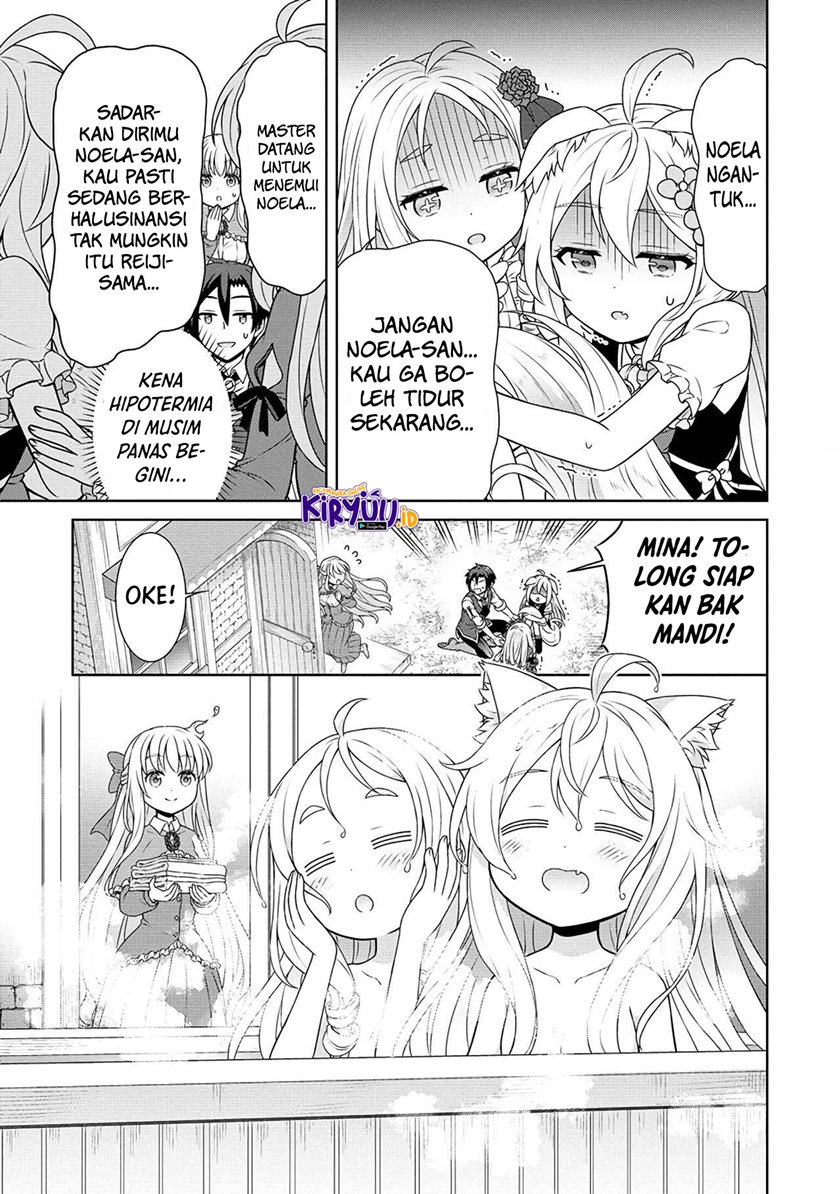 NOELA
NGAN-
TUK...
JANGAN
NOELA-SAN...
KAU GA BO-
LEH TIDUR
SEKARANG...
MASTER
DATANG
UNTUK
MENEMUI
NOELA...
SADAR-
KAN DIRIMU
NOELA-SAN,
KAU PASTI
SEDANG BER-
HALUSINANSI
TAK MUNGKIN
ITU REIJI-
SAMA...
KENA
HIPOTERMIA
DI MUSIM
PANAS BE-
GINI...
KIRYUU.ID
MINA! TO-
LONG SIAP
KAN BAK
MANDI!
OKE!